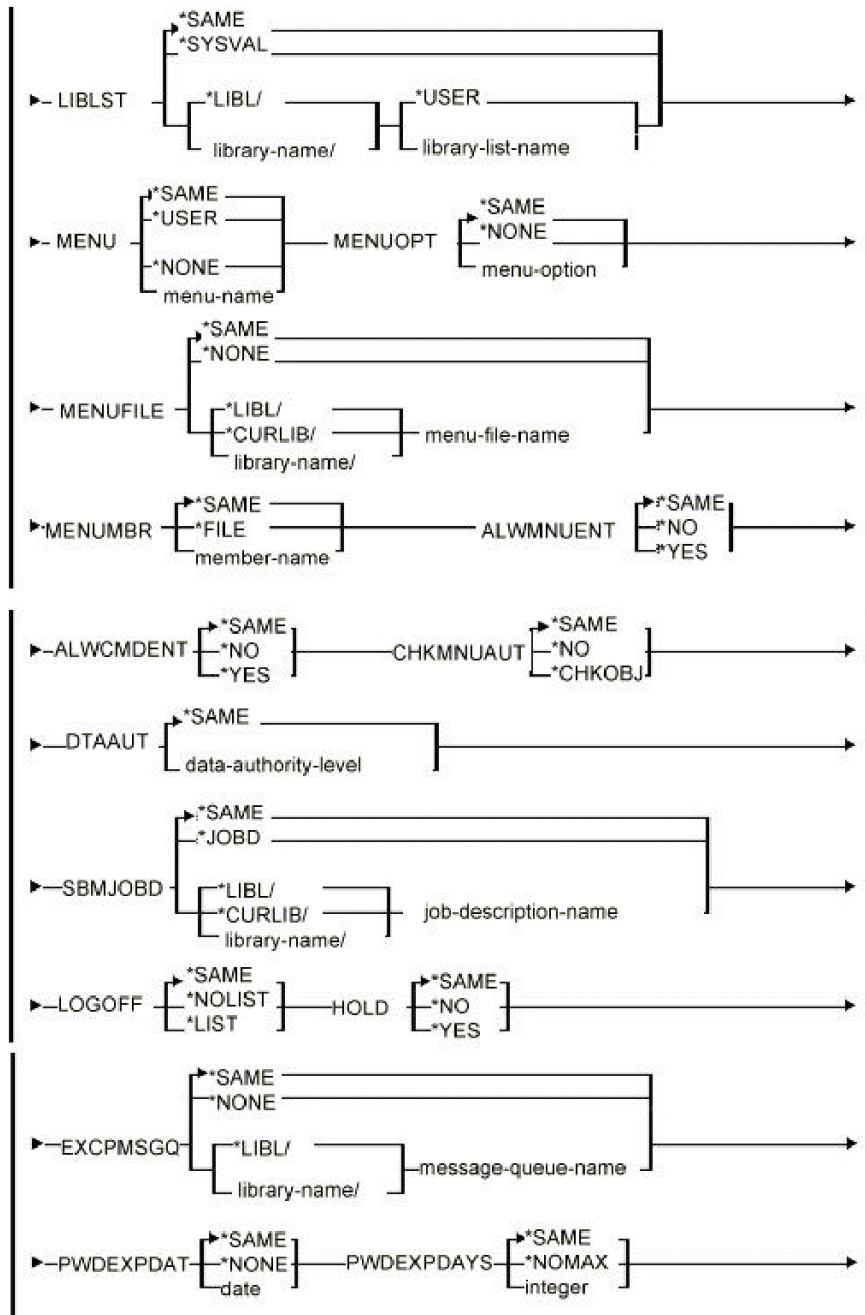 *SAME
*SYSVAL
LIBLST
*LIBL/
*USER
library-name/
library-list-name
*SAME
*USER
MENU
*NONE
menu-name
MENUOPT
*SAME
*NONE
menu-option
*SAME
*NONE
MENUFILE
*LIBL/
*CURLIB/
library-name/
menu-file-name
MENUMBR
*SAME
*FILE
member-name
ALWMNUENT
*SAME
*NO
*YES
ALWCMDENT
*SAME
*NO
*YES
CHKMNUAUT
*SAME
*NO
*CHKOBJ
DTAAUT
*SAME
data-authority-level
*SAME
*JOBD
SBMJOBD
*LIBL/
*CURLIB/
library-name/
job-description-name
LOGOFF
*SAME
*NOLIST
*LIST
HOLD
*SAME
*NO
*YES
*SAME
*NONE
EXCPMSGQ
*LIBL/
library-name/
message-queue-name
PWDEXPDAT
*SAME
*NONE
date
PWDEXPDAYS
*SAME
*NOMAX
integer